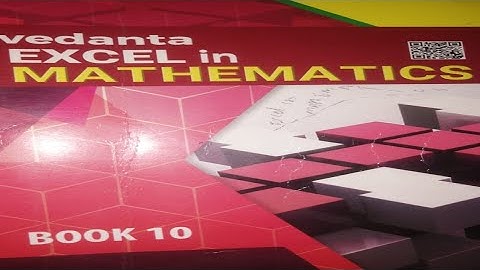 vedanta
EXCEL in
MATHEMATICS
BOOK 10